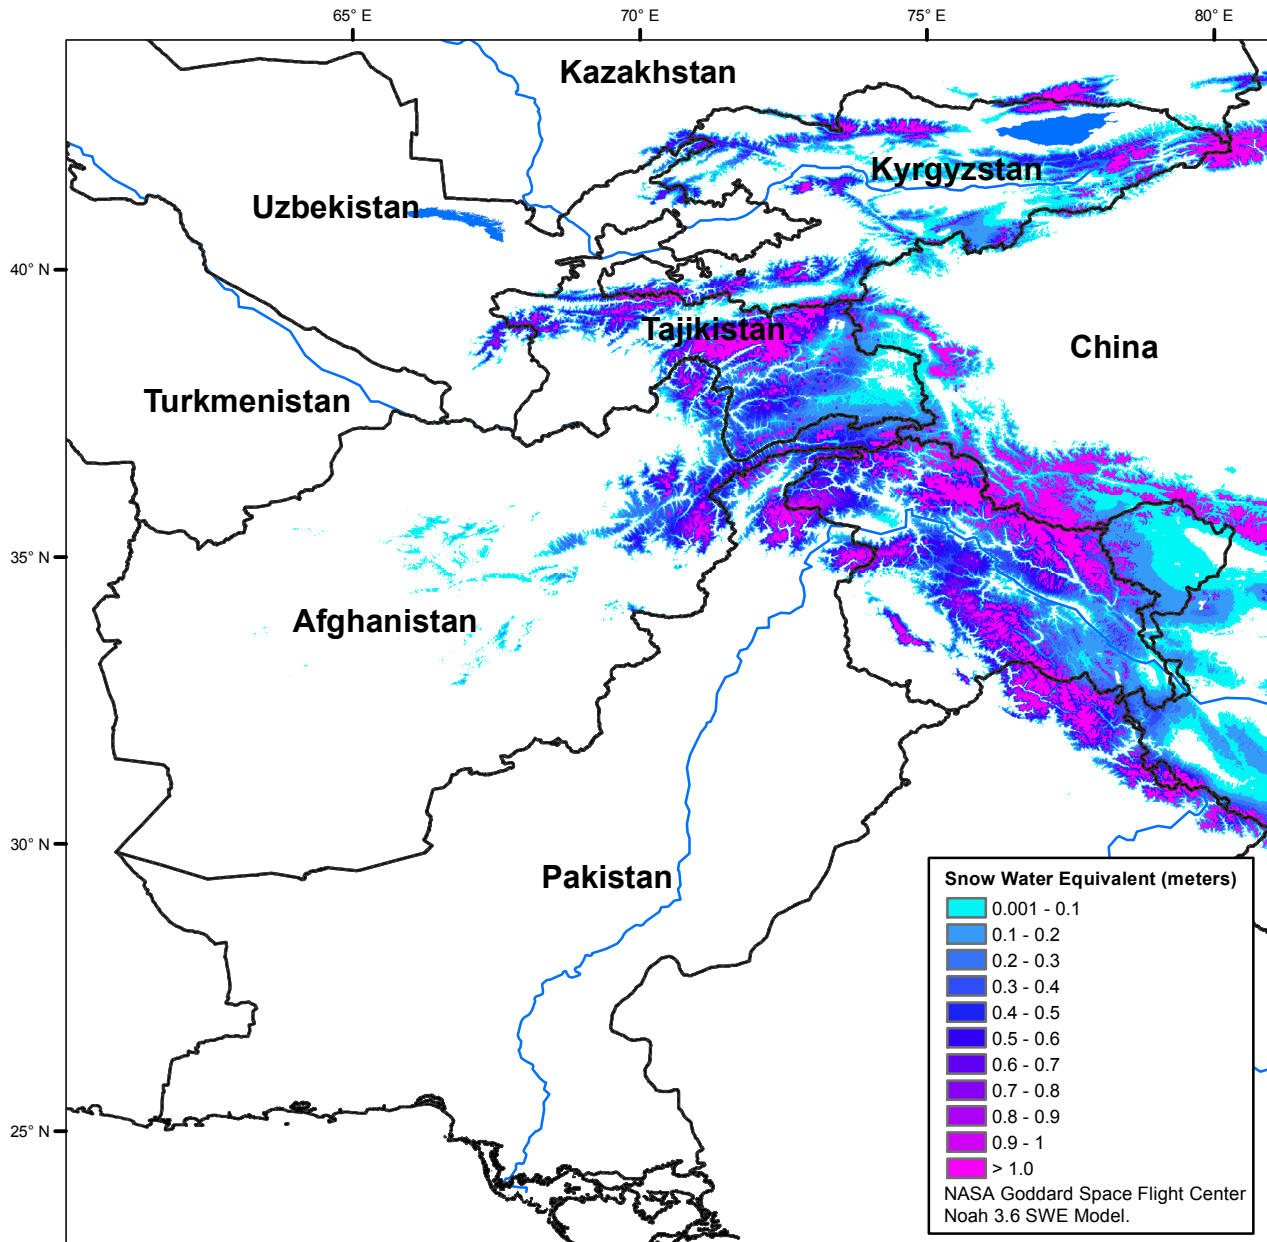 65° E
70° E
75° E
80° E
Kazakhstan
Kyrgyzstan
Uzbekistan
40° N
Tajikistan
China
Turkmenistan
35° N
Afghanistan
30° N
Pakistan
25° N
Snow Water Equivalent (meters)
0.001 - 0.1
0.1 - 0.2
0.2 - 0.3
0.3 - 0.4
0.4 - 0.5
0.5 - 0.6
0.6 - 0.7
0.7 - 0.8
0.8 - 0.9
0.9 - 1
> 1.0
NASA Goddard Space Flight Center
Noah 3.6 SWE Model.